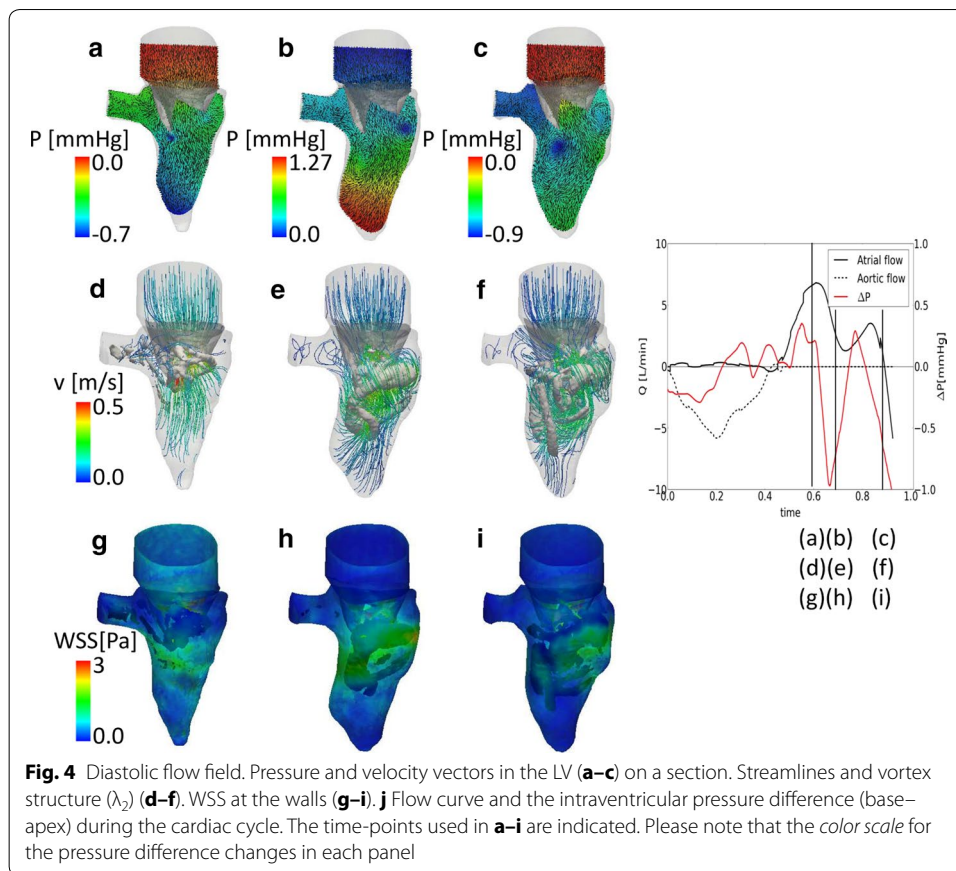 a b c
P [mmHg] P [mmHg] P [mmHg]
0.0 1.27 0.0
-0.7 0.0 -0.9
d e f
v [m/s]
0.5
0.0
g h i
WSS[Pa]
3
0.0
Atrial flow
Aortic flow
ΔP
Q [L/min]
10
5
0
−5
−10
ΔP[mmHg]
1.0
0.5
0.0
−0.5
−1.0
0.0 0.2 0.4 0.6 0.8 1.0
time
(a)(b) (c)
(d)(e) (f)
(g)(h) (i)
Fig. 4 Diastolic flow field. Pressure and velocity vectors in the LV (a–c) on a section. Streamlines and vortex
structure (λ₂) (d–f). WSS at the walls (g–i). j Flow curve and the intraventricular pressure difference (base–
apex) during the cardiac cycle. The time-points used in a–i are indicated. Please note that the color scale for
the pressure difference changes in each panel